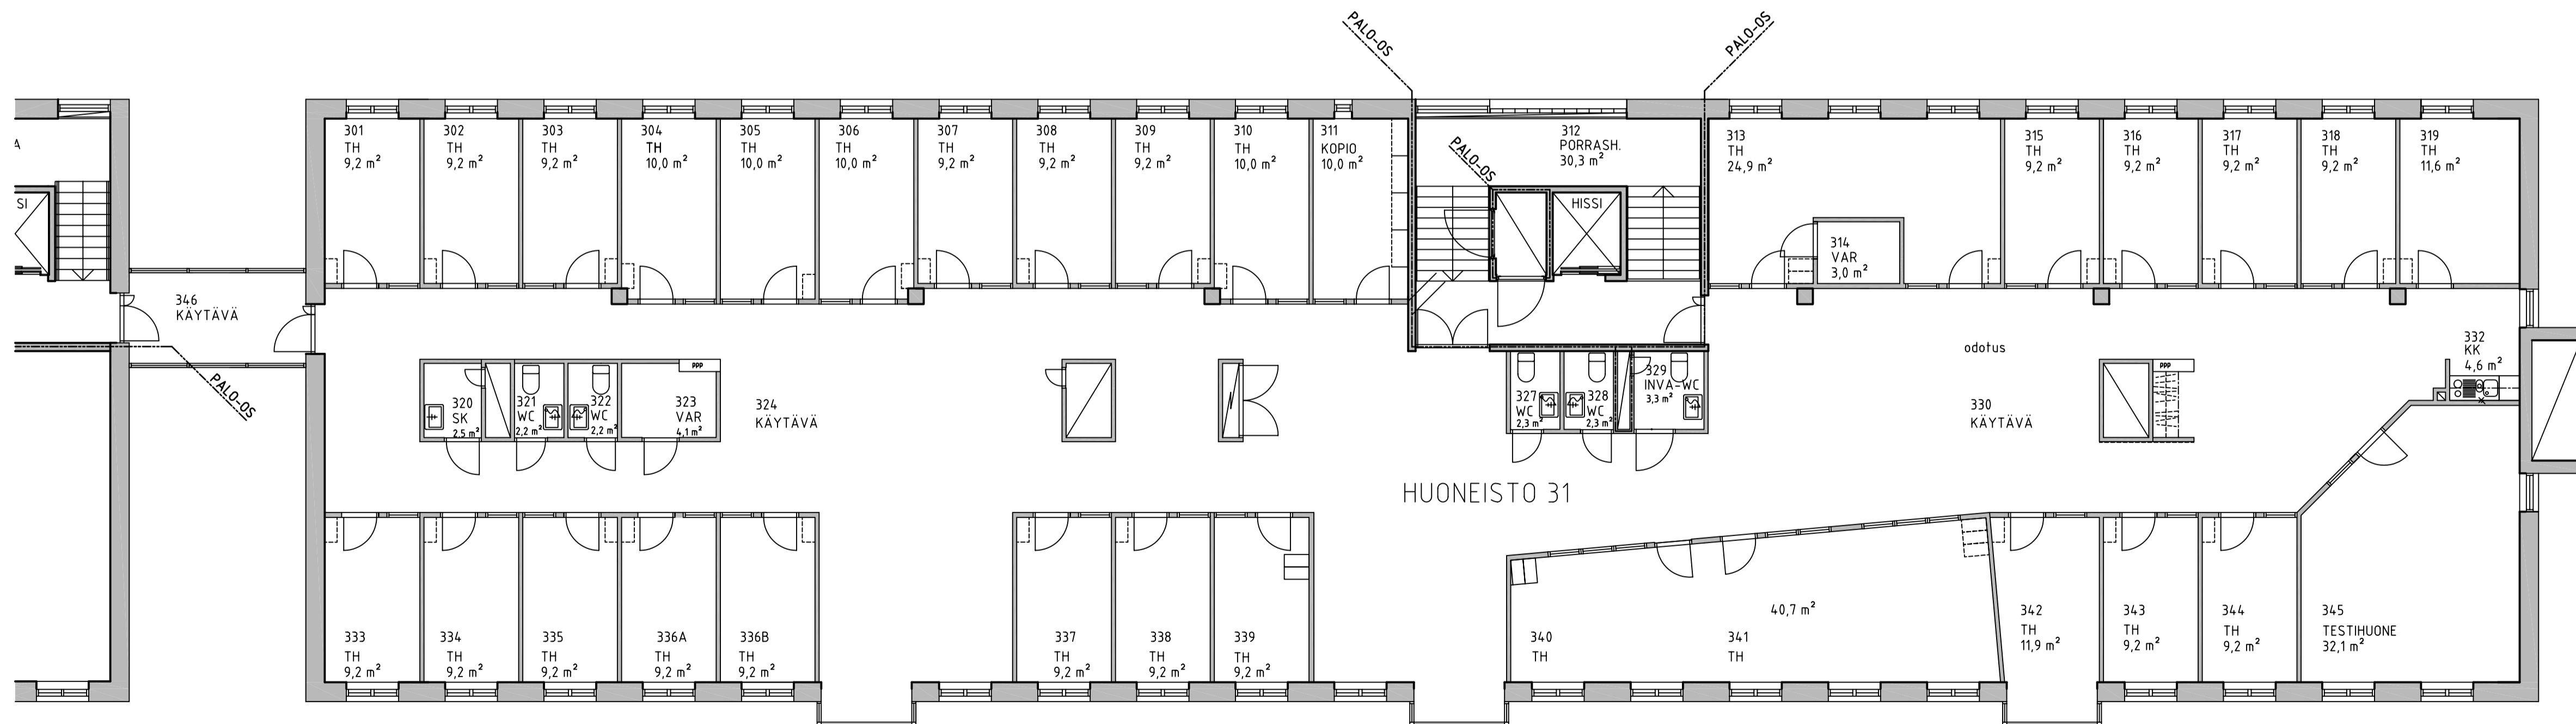 PALO-OS
PALO-OS
A
SI
301
TH
9,2 m²
302
TH
9,2 m²
303
TH
9,2 m²
304
TH
10,0 m²
305
TH
10,0 m²
306
TH
10,0 m²
307
TH
9,2 m²
308
TH
9,2 m²
309
TH
9,2 m²
310
TH
10,0 m²
311
KOPIO
10,0 m²
312
PORRASH.
30,3 m²
PALO-OS
HISSI
313
TH
24,9 m²
314
VAR
3,0 m²
315
TH
9,2 m²
316
TH
9,2 m²
317
TH
9,2 m²
318
TH
9,2 m²
319
TH
11,6 m²
346
KÄYTÄVÄ
PALO-OS
320
SK
2,5 m²
321
WC
2,2 m²
322
WC
2,2 m²
PPP
323
VAR
4,1 m²
324
KÄYTÄVÄ
327
WC
2,3 m²
328
WC
2,3 m²
329
INVA-WC
3,3 m²
odotus
330
KÄYTÄVÄ
PPP
332
KK
4,6 m²
HUONEISTO 31
333
TH
9,2 m²
334
TH
9,2 m²
335
TH
9,2 m²
336A
TH
9,2 m²
336B
TH
9,2 m²
337
TH
9,2 m²
338
TH
9,2 m²
339
TH
9,2 m²
340
TH
40,7 m²
341
TH
342
TH
11,9 m²
343
TH
9,2 m²
344
TH
9,2 m²
345
TESTIHUONE
32,1 m²